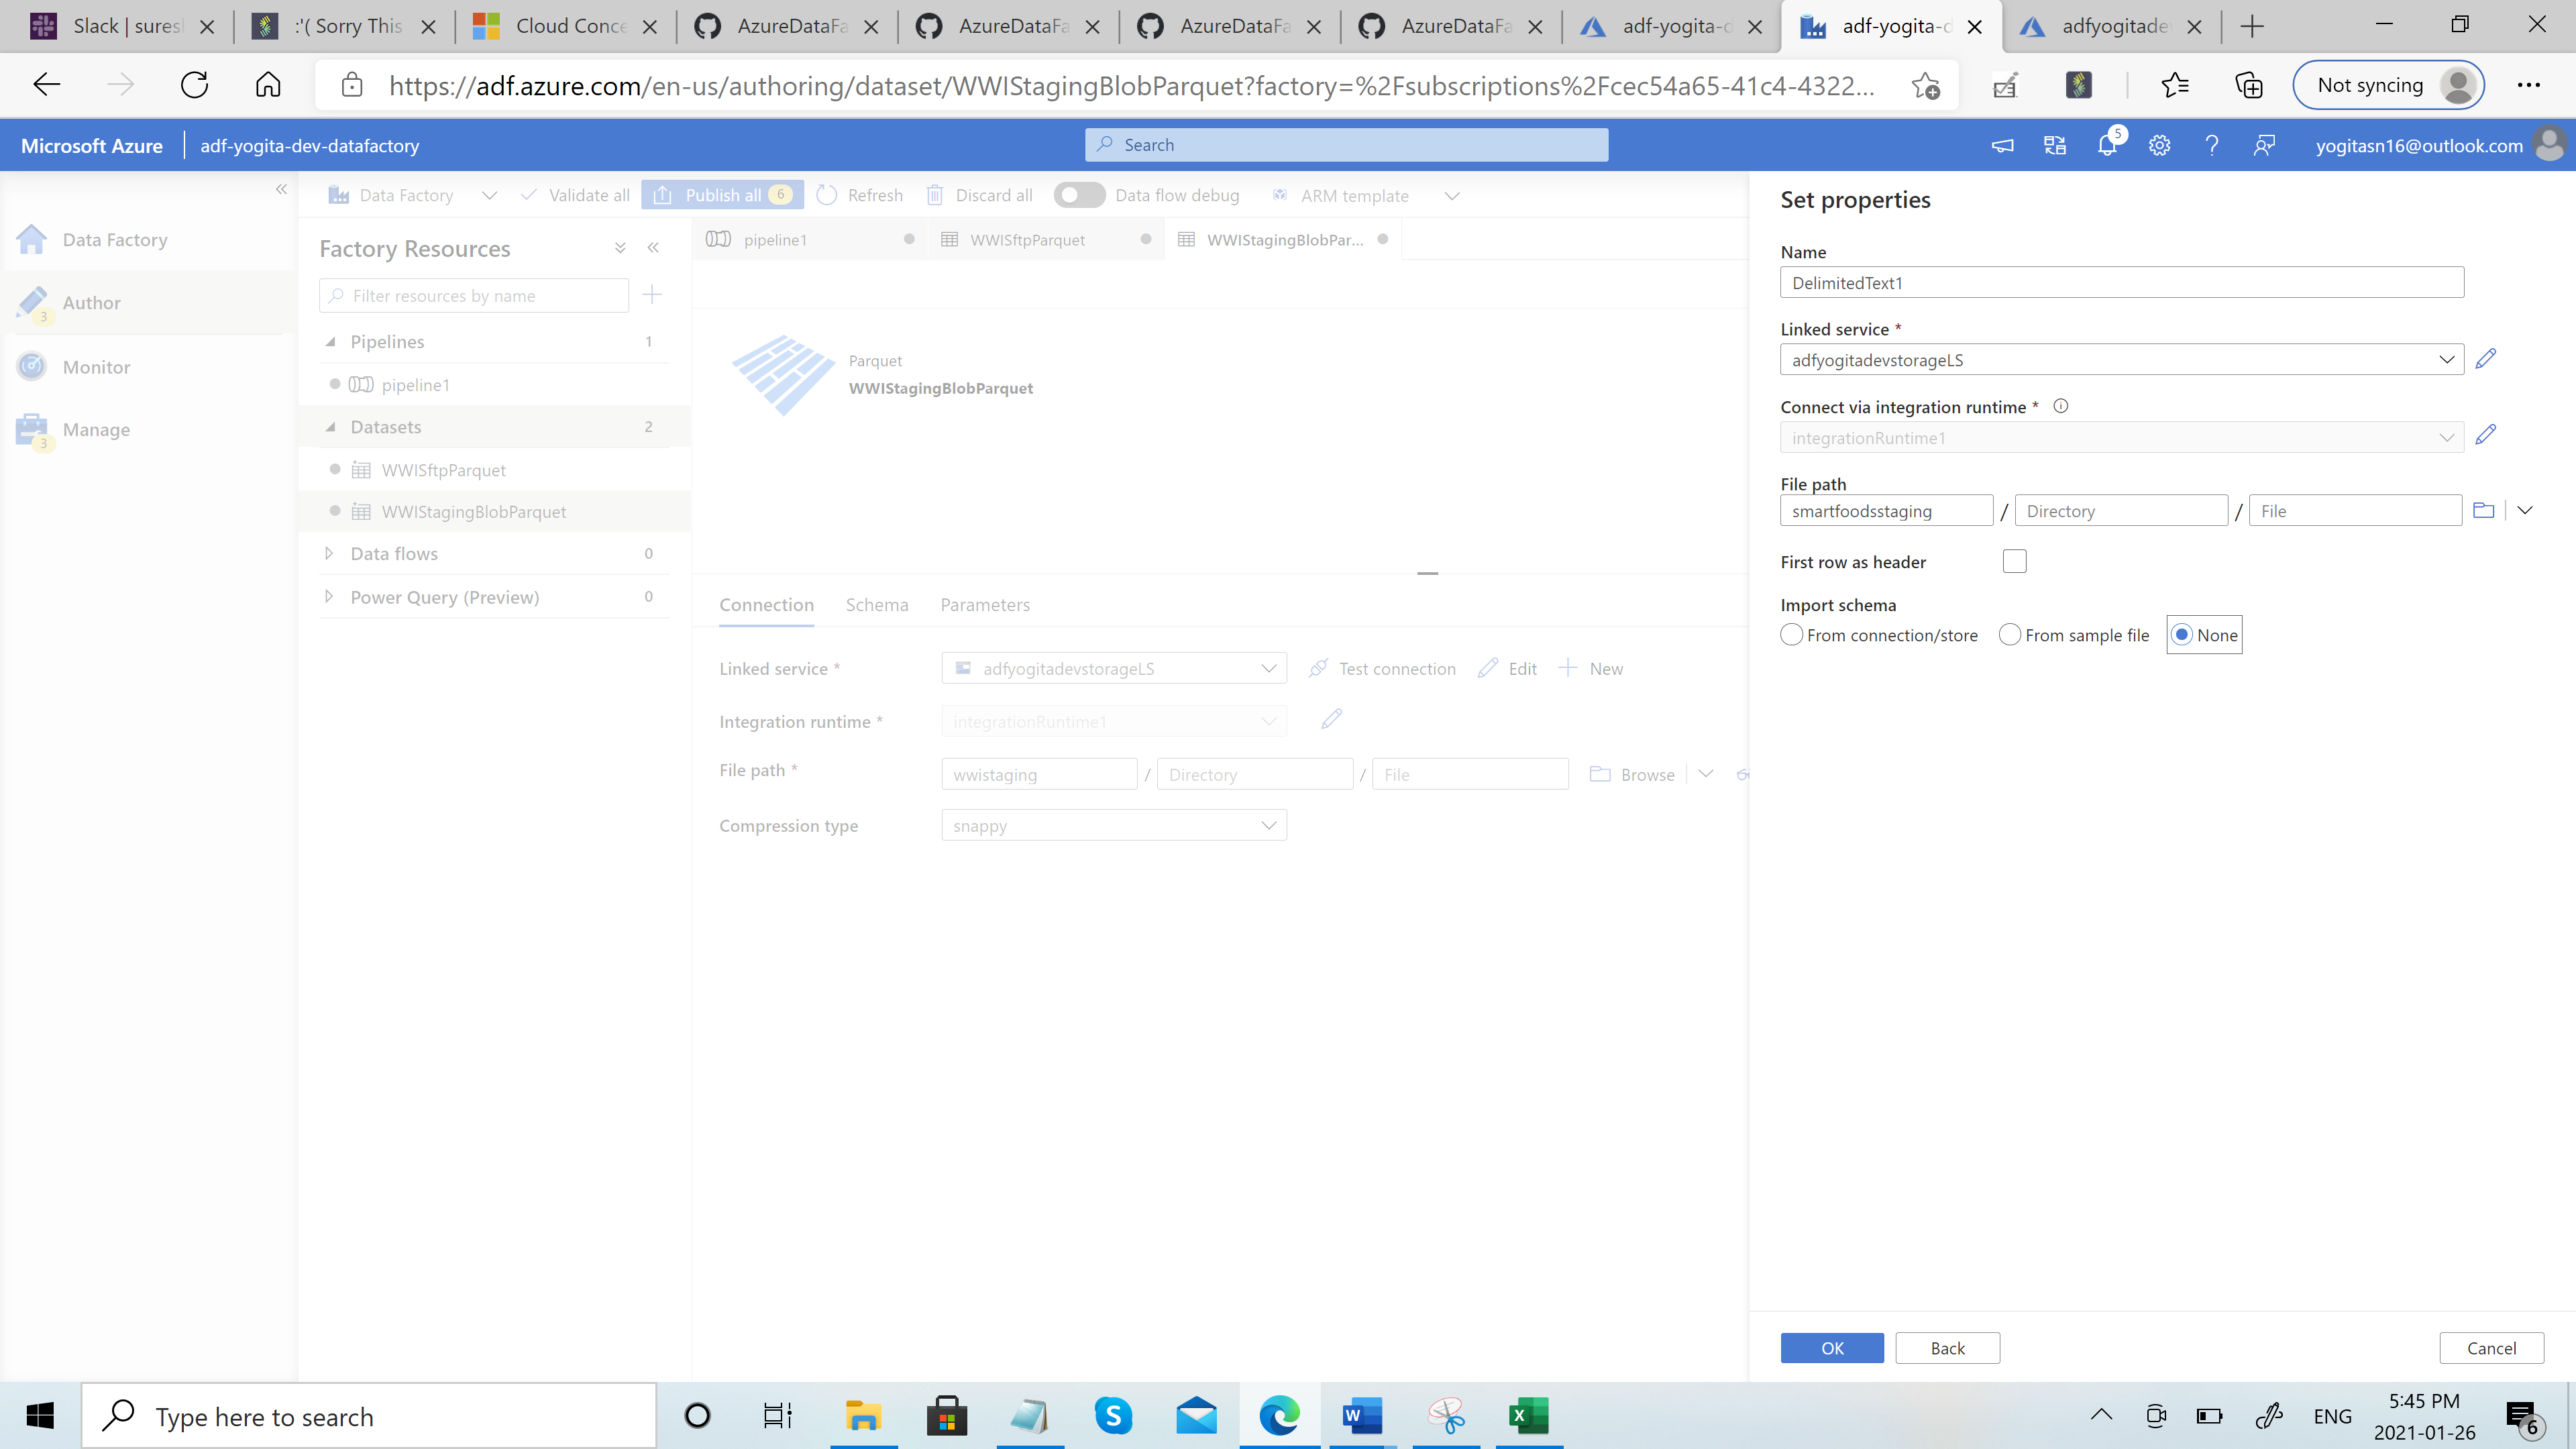 Slack | suresl
:'( Sorry This
Cloud Conce
AzureDataFa
AzureDataFa
AzureDataFa
AzureDataFa
adf-yogita-d
adf-yogita-d
adfyogitadev
https://adf.azure.com/en-us/authoring/dataset/WWIStagingBlobParquet?factory=%2Fsubscriptions%2Fcec54a65-41c4-4322...
Not syncing
Microsoft Azure
adf-yogita-dev-datafactory
Search
5
yogitasn16@outlook.com
Data Factory
Author
3
Monitor
Manage
3
Data Factory
Validate all
Publish all 6
Refresh
Discard all
Data flow debug
ARM template
Factory Resources
Filter resources by name
Pipelines 1
pipeline1
Datasets 2
WWISftpParquet
WWIStagingBlobParquet
Data flows 0
Power Query (Preview) 0
pipeline1
WWISftpParquet
WWIStagingBlobPar...
Parquet
WWIStagingBlobParquet
Connection
Schema
Parameters
Linked service *
adfyogitadevstorageLS
Test connection
Edit
New
Integration runtime *
integrationRuntime1
File path *
wwistaging / Directory / File
Browse
Compression type
snappy
Set properties
Name
DelimitedText1
Linked service *
adfyogitadevstorageLS
Connect via integration runtime *
integrationRuntime1
File path
smartfoodsstaging / Directory / File
First row as header
Import schema
From connection/store
From sample file
None
OK
Back
Cancel
Type here to search
ENG
5:45 PM
2021-01-26
6